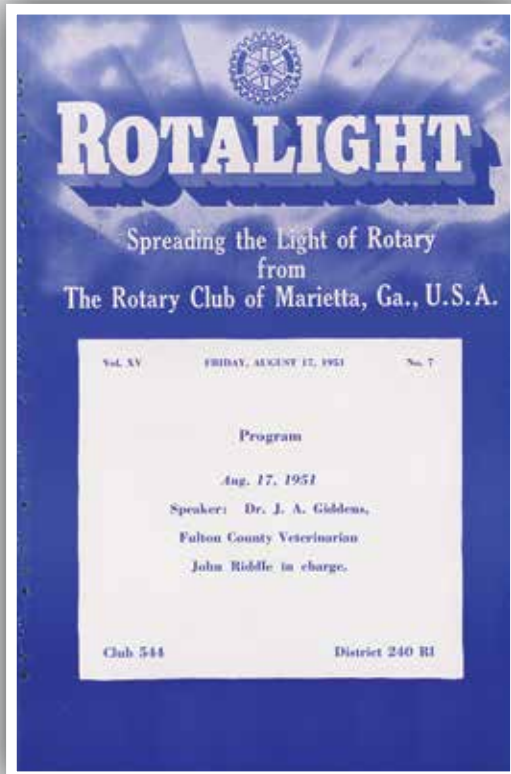 ROTALIGHT
Spreading the Light of Rotary
from
The Rotary Club of Marietta, Ga., U.S.A.
Vol. XV FRIDAY, AUGUST 17, 1951 No. 7
Program
Aug. 17, 1951
Speaker: Dr. J. A. Giddens,
Fulton County Veterinarian
John Riddle in charge.
Club 544 District 240 RI